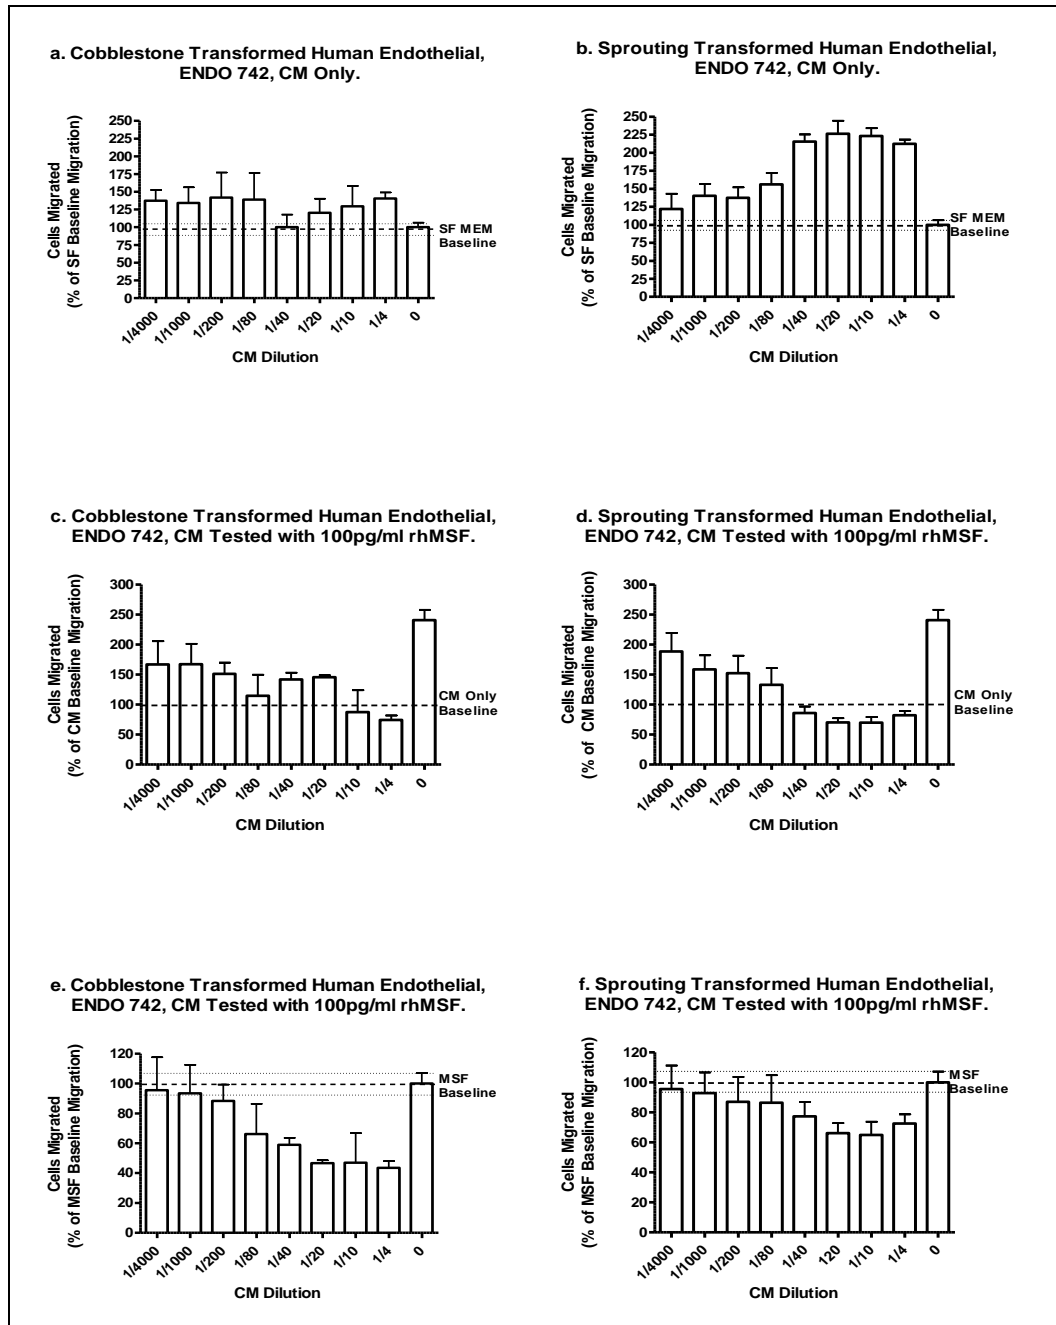 a. Cobblestone Transformed Human Endothelial,
ENDO 742, CM Only.
Cells Migrated
(% of SF Baseline Migration)
250
225
200
175
150
125
100
75
50
25
0
SF MEM
Baseline
1/4000
1/1000
1/200
1/80
1/40
1/20
1/10
1/4
0
CM Dilution
b. Sprouting Transformed Human Endothelial,
ENDO 742, CM Only.
Cells Migrated
(% of SF Baseline Migration)
250
225
200
175
150
125
100
75
50
25
0
SF MEM
Baseline
1/4000
1/1000
1/200
1/80
1/40
1/20
1/10
1/4
0
CM Dilution
c. Cobblestone Transformed Human Endothelial,
ENDO 742, CM Tested with 100pg/ml rhMSF.
Cells Migrated
(% of CM Baseline Migration)
300
250
200
150
100
50
0
CM Only
Baseline
1/4000
1/1000
1/200
1/80
1/40
1/20
1/10
1/4
0
CM Dilution
d. Sprouting Transformed Human Endothelial,
ENDO 742, CM Tested with 100pg/ml rhMSF.
Cells Migrated
(% of CM Baseline Migration)
300
250
200
150
100
50
0
CM Only
Baseline
1/4000
1/1000
1/200
1/80
1/40
1/20
1/10
1/4
0
CM Dilution
e. Cobblestone Transformed Human Endothelial,
ENDO 742, CM Tested with 100pg/ml rhMSF.
Cells Migrated
(% of MSF Baseline Migration)
120
100
80
60
40
20
0
MSF
Baseline
1/4000
1/1000
1/200
1/80
1/40
1/20
1/10
1/4
0
CM Dilution
f. Sprouting Transformed Human Endothelial,
ENDO 742, CM Tested with 100pg/ml rhMSF.
Cells Migrated
(% of MSF Baseline Migration)
120
100
80
60
40
20
0
MSF
Baseline
1/4000
1/1000
1/200
1/80
1/40
120
1/10
1/4
0
CM Dilution